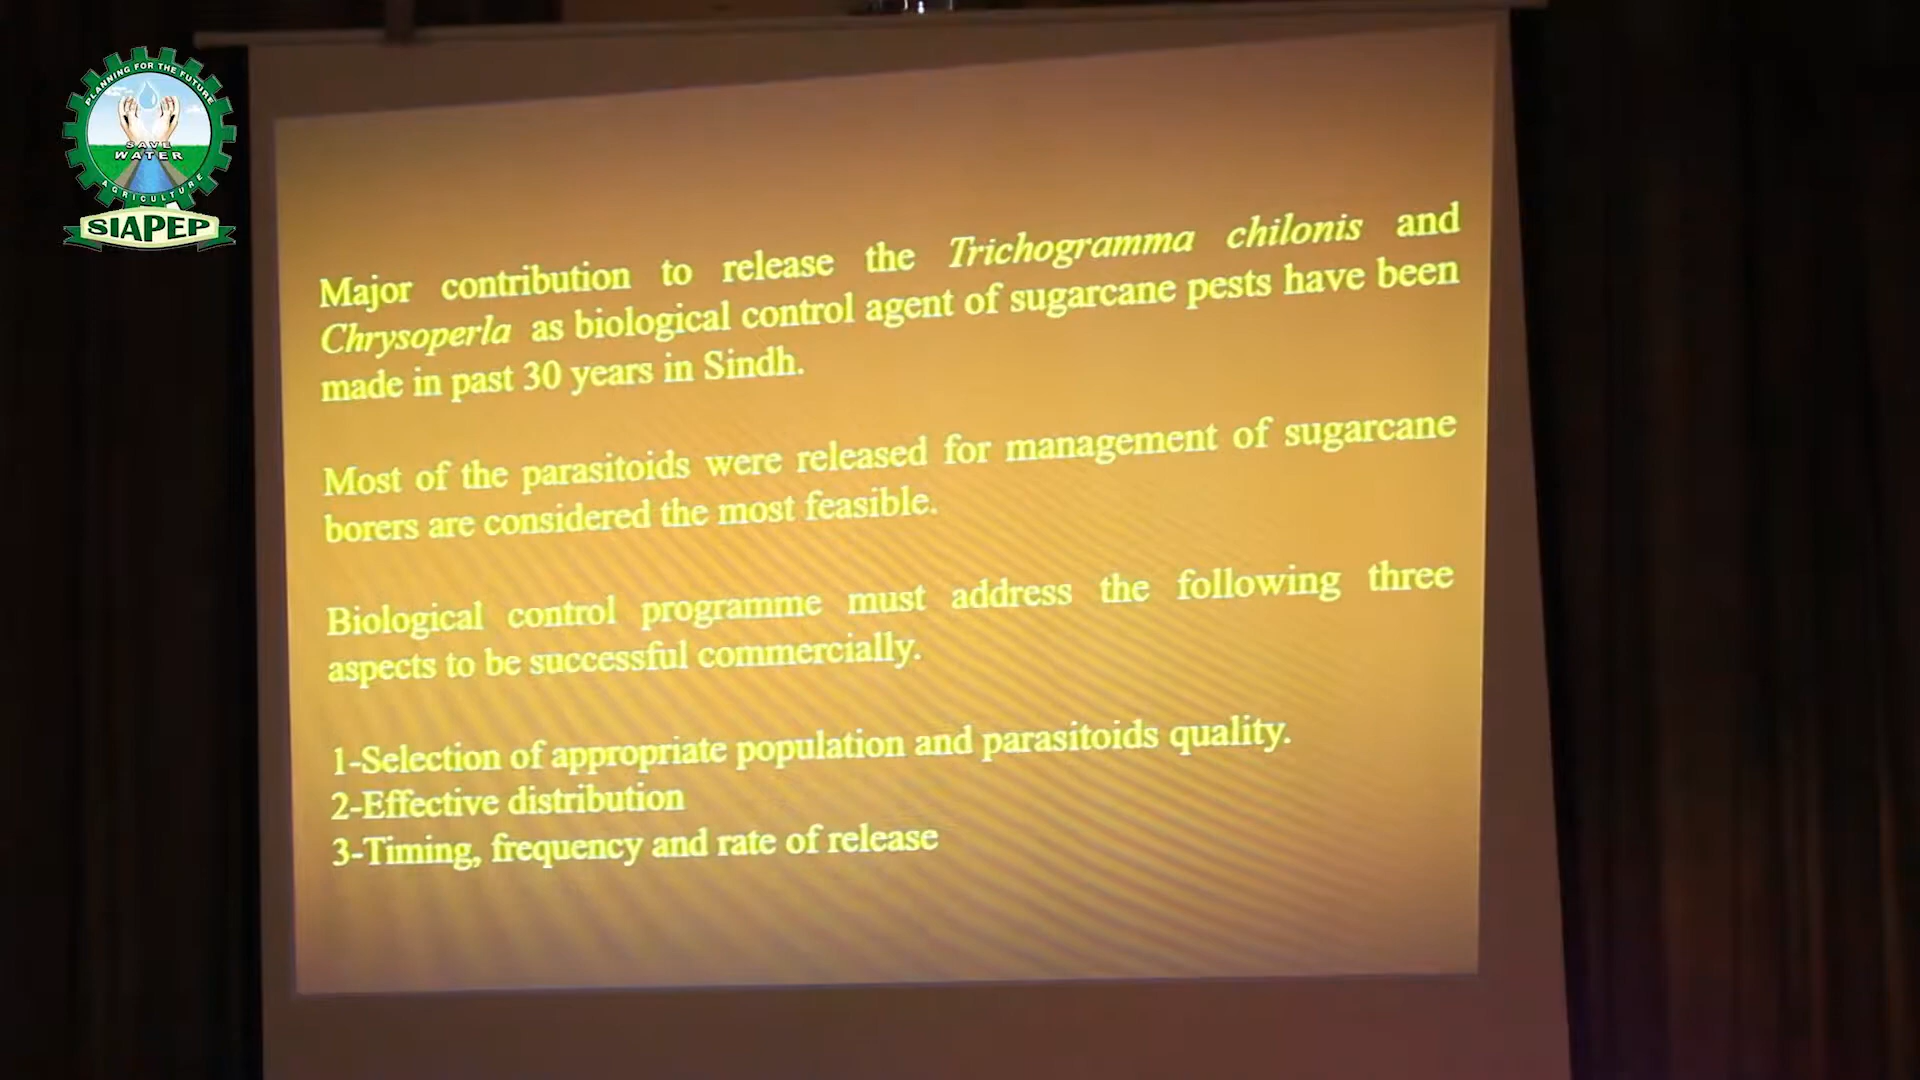 PLANNING FOR THE FUTURE
SAVE
WATER
AGRICULTURE
SIAPEP
Major contribution to release the Trichogramma chilonis and
Chrysoperla as biological control agent of sugarcane pests have been
made in past 30 years in Sindh.
Most of the parasitoids were released for management of sugarcane
borers are considered the most feasible.
Biological control programme must address the following three
aspects to be successful commercially.
1-Selection of appropriate population and parasitoids quality.
2-Effective distribution
3-Timing, frequency and rate of release